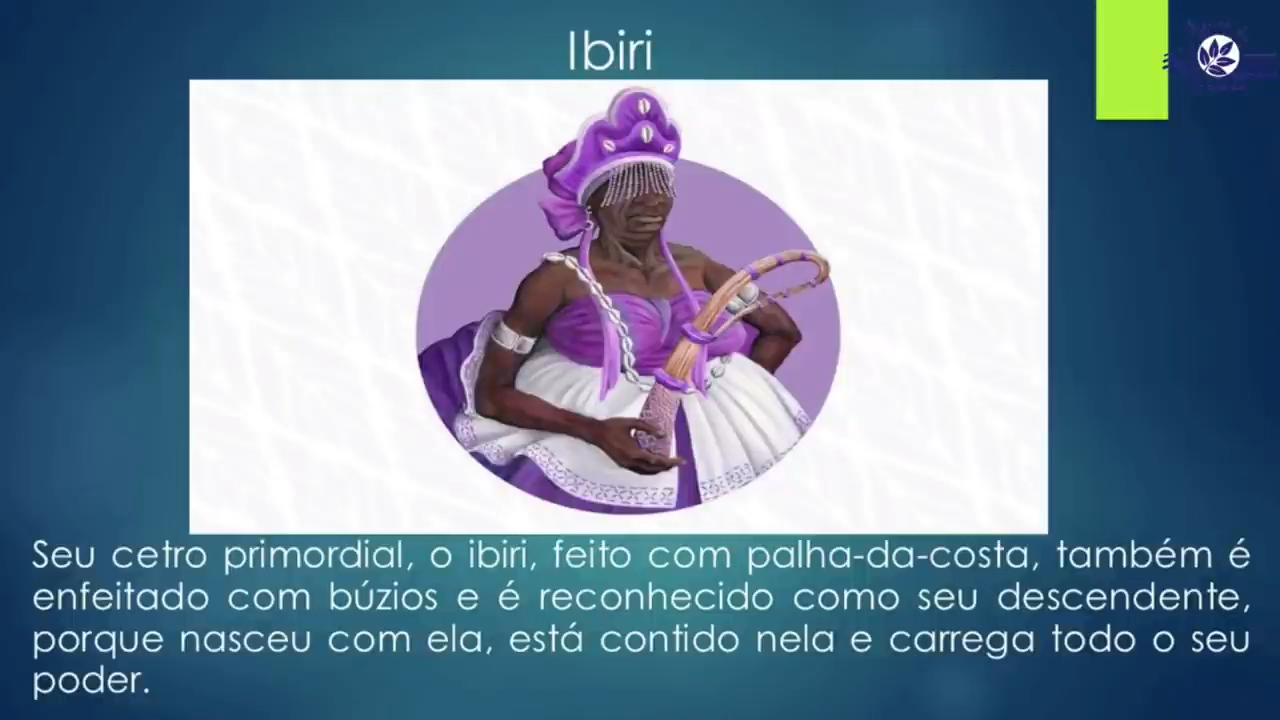 Ibiri
Seu cetro primordial, o ibiri, feito com palha-da-costa, também é
enfeitado com búzios e é reconhecido como seu descendente,
porque nasceu com ela, está contido nela e carrega todo o seu
poder.